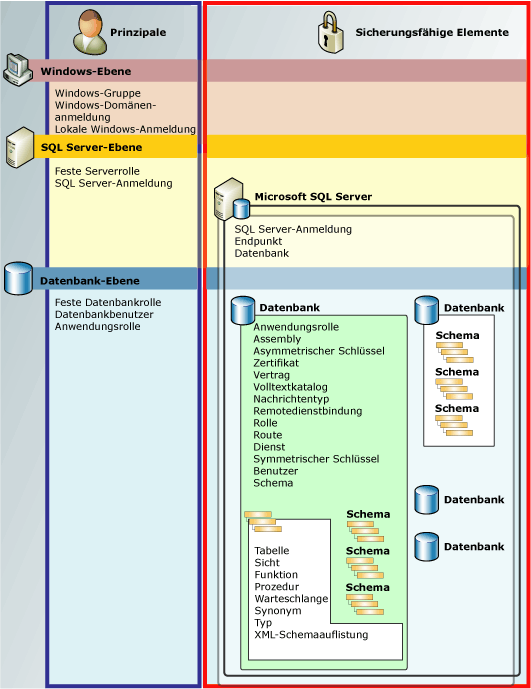 Prinzipale
Sicherungsfähige Elemente
Windows-Ebene
Windows-Gruppe
Windows-Domänen-
anmeldung
Lokale Windows-Anmeldung
SQL Server-Ebene
Feste Serverrolle
SQL Server-Anmeldung
Microsoft SQL Server
SQL Server-Anmeldung
Endpunkt
Datenbank
Datenbank-Ebene
Feste Datenbankrolle
Datenbankbenutzer
Anwendungsrolle
Datenbank
Anwendungsrolle
Assembly
Asymmetrischer Schlüssel
Zertifikat
Vertrag
Volltextkatalog
Nachrichtentyp
Remotedienstbindung
Rolle
Route
Dienst
Symmetrischer Schlüssel
Benutzer
Schema
Schema
Schema
Schema
Tabelle
Sicht
Funktion
Prozedur
Warteschlange
Synonym
Typ
XML-Schemaauflistung
Datenbank
Schema
Schema
Schema
Datenbank
Datenbank